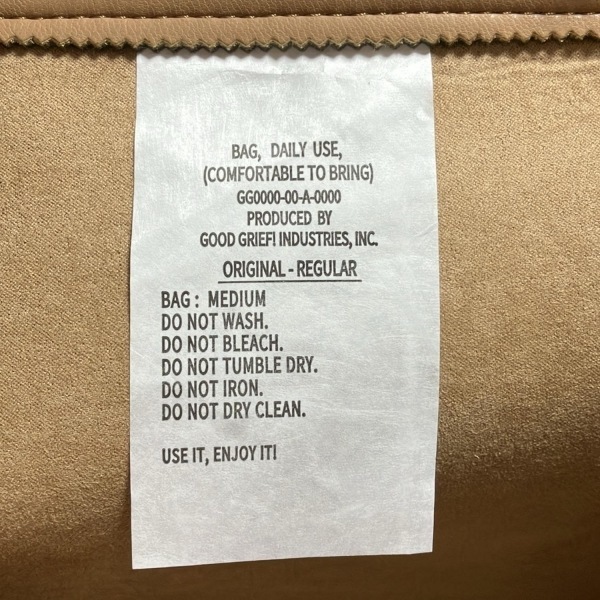 BAG, DAILY USE,
(COMFORTABLE TO BRING)
GG0000-00-A-0000
PRODUCED BY
GOOD GRIEF! INDUSTRIES, INC.
ORIGINAL - REGULAR
BAG : MEDIUM
DO NOT WASH.
DO NOT BLEACH.
DO NOT TUMBLE DRY.
DO NOT IRON.
DO NOT DRY CLEAN.
USE IT, ENJOY IT!